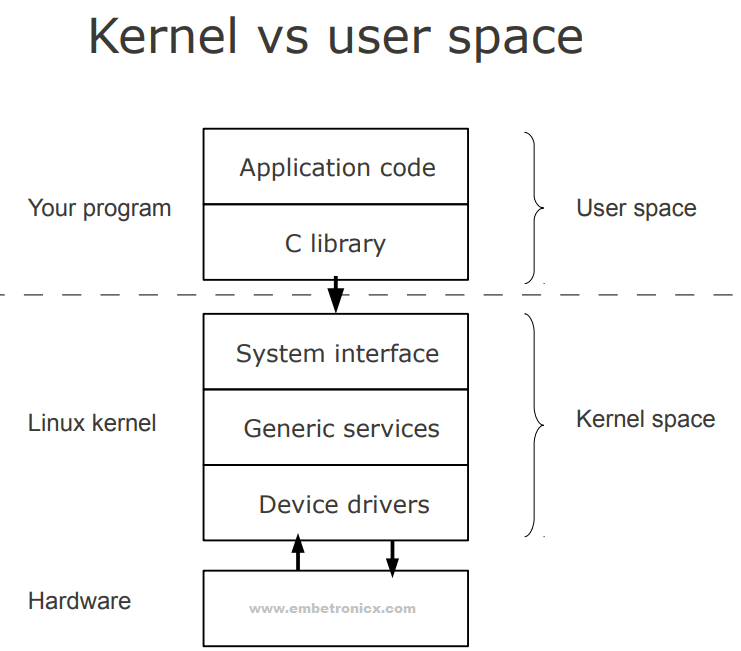 Kernel vs user space
Application code
Your program
User space
C library
System interface
Linux kernel
Generic services
Kernel space
Device drivers
Hardware
www.embetronicx.com